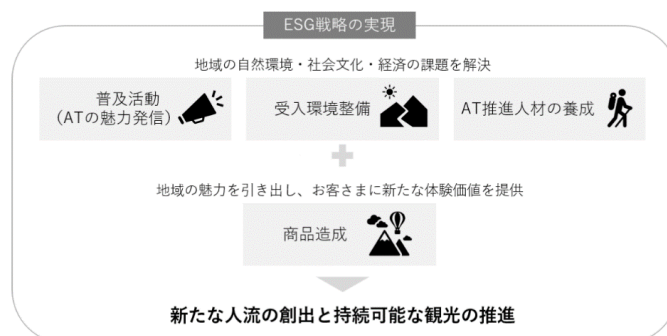 ESG戦略の実現
地域の自然環境・社会文化・経済の課題を解決
普及活動
（ATの魅力発信）
受入環境整備
AT推進人材の養成
地域の魅力を引き出し、お客さまに新たな体験価値を提供
商品造成
新たな人流の創出と持続可能な観光の推進